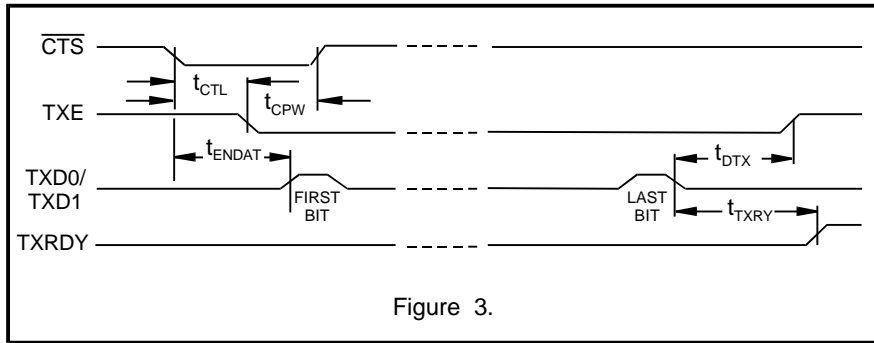 CTS
tCTL
tCPW
TXE
tENDAT
tDTX
TXD0/
TXD1
FIRST
BIT
LAST
BIT
tTXRY
TXRDY
Figure 3.